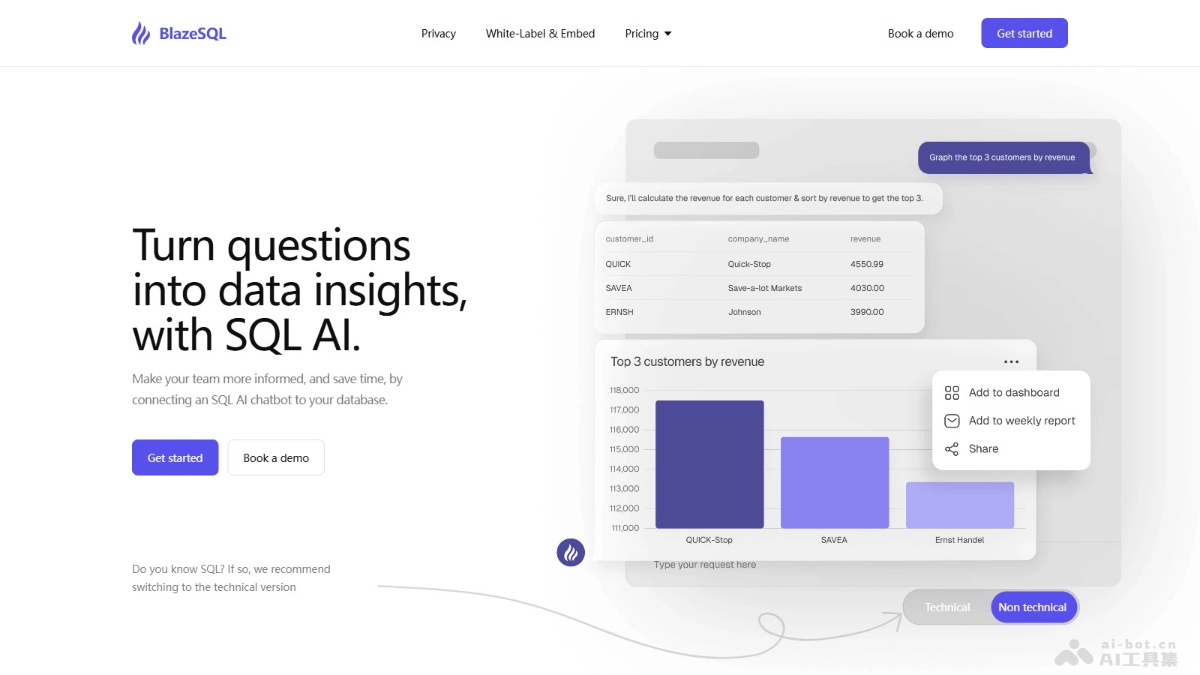 BlazeSQL
Privacy
White-Label & Embed
Pricing
Book a demo
Get started
Graph the top 3 customers by revenue
Sure, I'll calculate the revenue for each customer & sort by revenue to get the top 3.
customer_id company_name revenue
QUICK Quick-Stop 4550.99
SAVEA Save-a-lot Markets 4030.00
ERNSH Johnson 3990.00
Turn questions
into data insights,
with SQL AI.
Make your team more informed, and save time, by
connecting an SQL AI chatbot to your database.
Get started
Book a demo
Top 3 customers by revenue
118,000
117,000
116,000
115,000
114,000
113,000
112,000
111,000
QUICK-Stop
SAVEA
Ernst Handel
Add to dashboard
Add to weekly report
Share
Type your request here
Do you know SQL? If so, we recommend
switching to the technical version
Technical
Non technical
ai-bot.cn
AI工具集